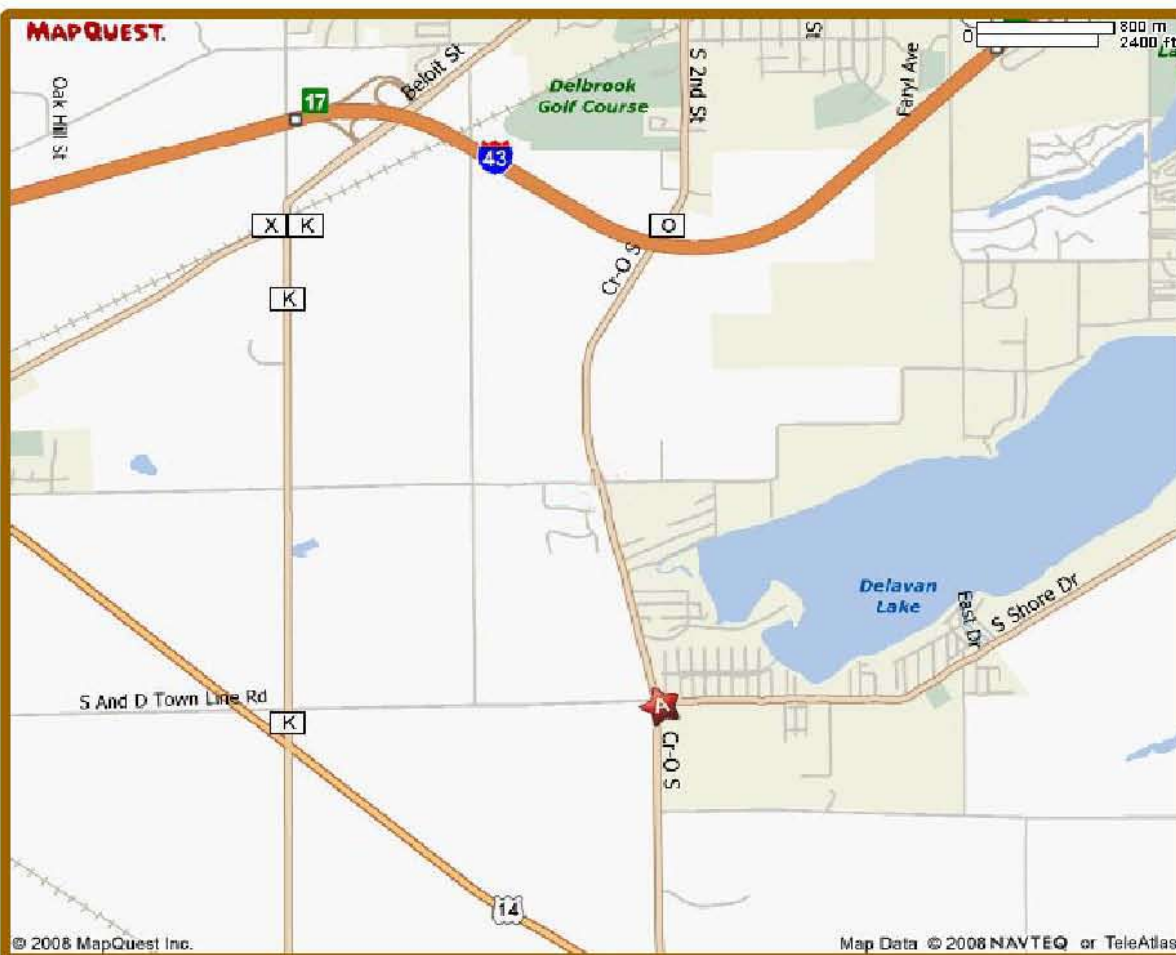 MAPQUEST.
0
800 m
2400 ft
St
S 2nd St
Faryl Ave
Oak Hill St
17
Beloit St
Delbrook
Golf Course
43
X
K
O
Cr-O S
K
Delavan
Lake
East Dr
S Shore Dr
S And D Town Line Rd
K
A
Cr-O S
14
© 2008 MapQuest Inc.
Map Data © 2008 NAVTEQ or TeleAtlas